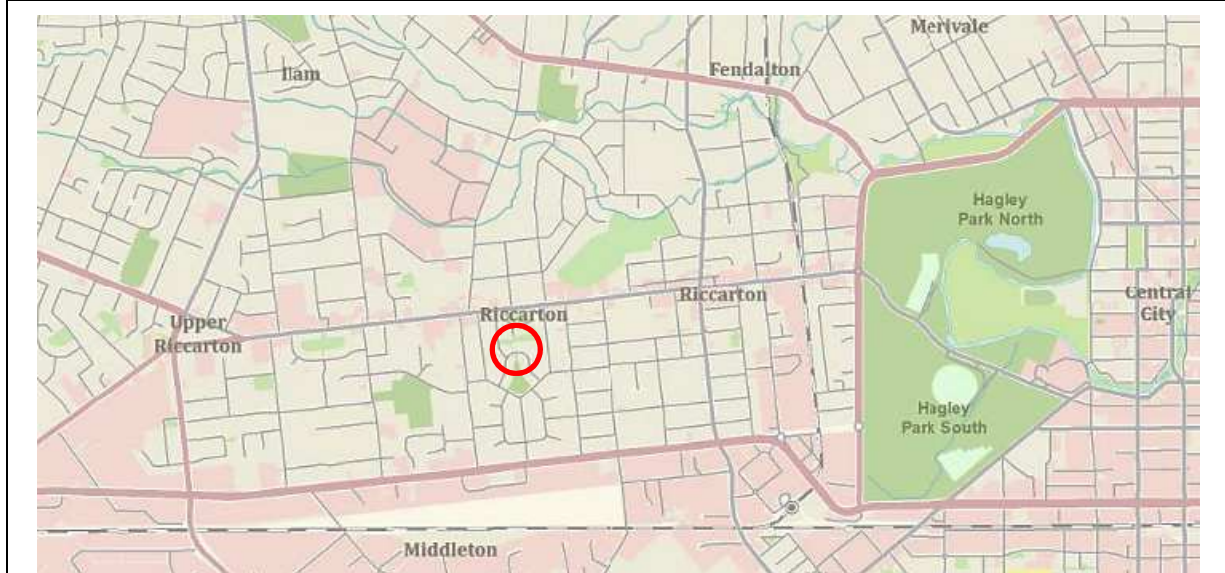 Merivale
Ilam
Fendalton
Hagley
Park North
Riccarton
Central
City
Riccarton
Upper
Riccarton
Hagley
Park South
Middleton